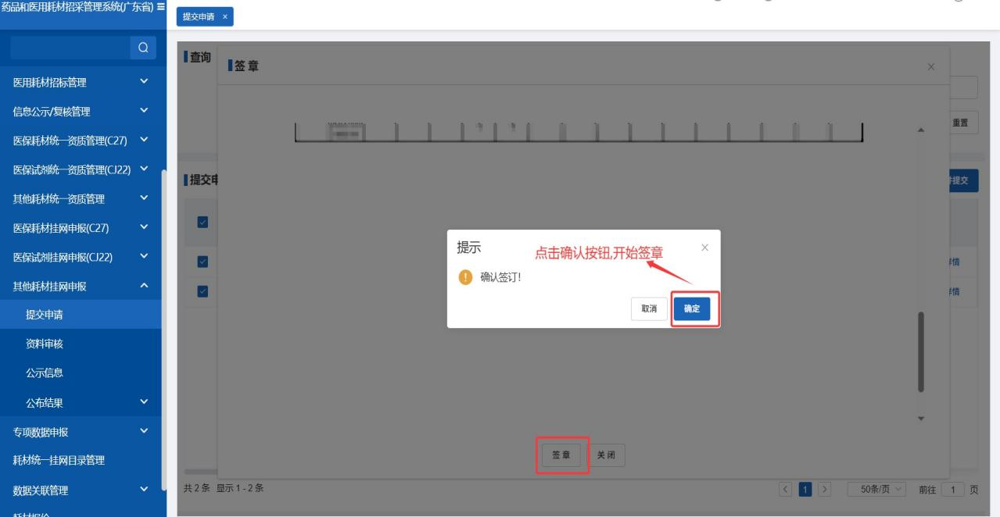 药品和医用耗材招采管理系统(广东省)
提交申请 ×
查询
签章
医用耗材招标管理
信息公示/复核管理
重置
医保耗材统一资质管理(C27)
医保试剂统一资质管理(CJ22)
提交申
提交
其他耗材统一资质管理
医保耗材挂网申报(C27)
医保试剂挂网申报(CJ22)
提示
点击确认按钮,开始签章
确认签订!
取消
确定
其他耗材挂网申报
提交申请
资料审核
公示信息
公布结果
专项数据申报
签章
关闭
耗材统一挂网目录管理
数据关联管理
共2条 显示1-2条
1
50条/页
前往 1 页